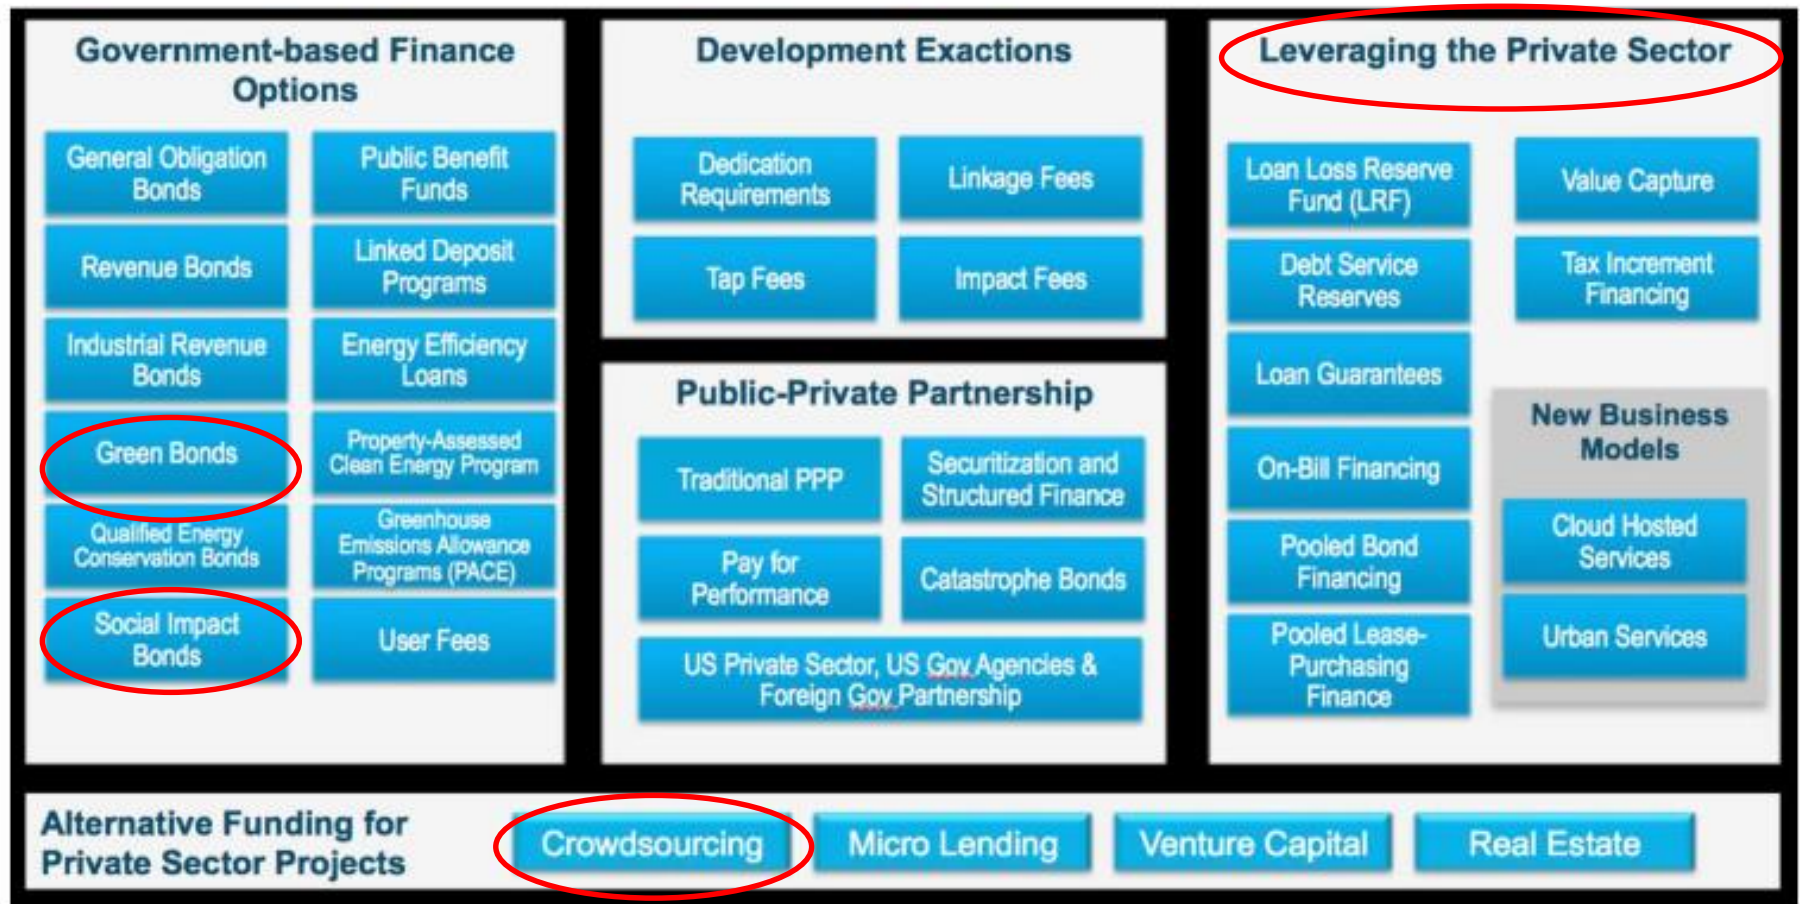 Government-based Finance
Options
General Obligation
Bonds
Public Benefit
Funds
Revenue Bonds
Linked Deposit
Programs
Industrial Revenue
Bonds
Energy Efficiency
Loans
Green Bonds
Property-Assessed
Clean Energy Program
Qualified Energy
Conservation Bonds
Greenhouse
Emissions Allowance
Programs (PACE)
Social Impact
Bonds
User Fees
Development Exactions
Dedication
Requirements
Linkage Fees
Tap Fees
Impact Fees
Public-Private Partnership
Traditional PPP
Securitization and
Structured Finance
Pay for
Performance
Catastrophe Bonds
US Private Sector, US Gov Agencies &
Foreign Gov Partnership
Leveraging the Private Sector
Loan Loss Reserve
Fund (LRF)
Value Capture
Debt Service
Reserves
Tax Increment
Financing
Loan Guarantees
On-Bill Financing
Pooled Bond
Financing
Pooled Lease-
Purchasing
Finance
New Business
Models
Cloud Hosted
Services
Urban Services
Alternative Funding for
Private Sector Projects
Crowdsourcing
Micro Lending
Venture Capital
Real Estate